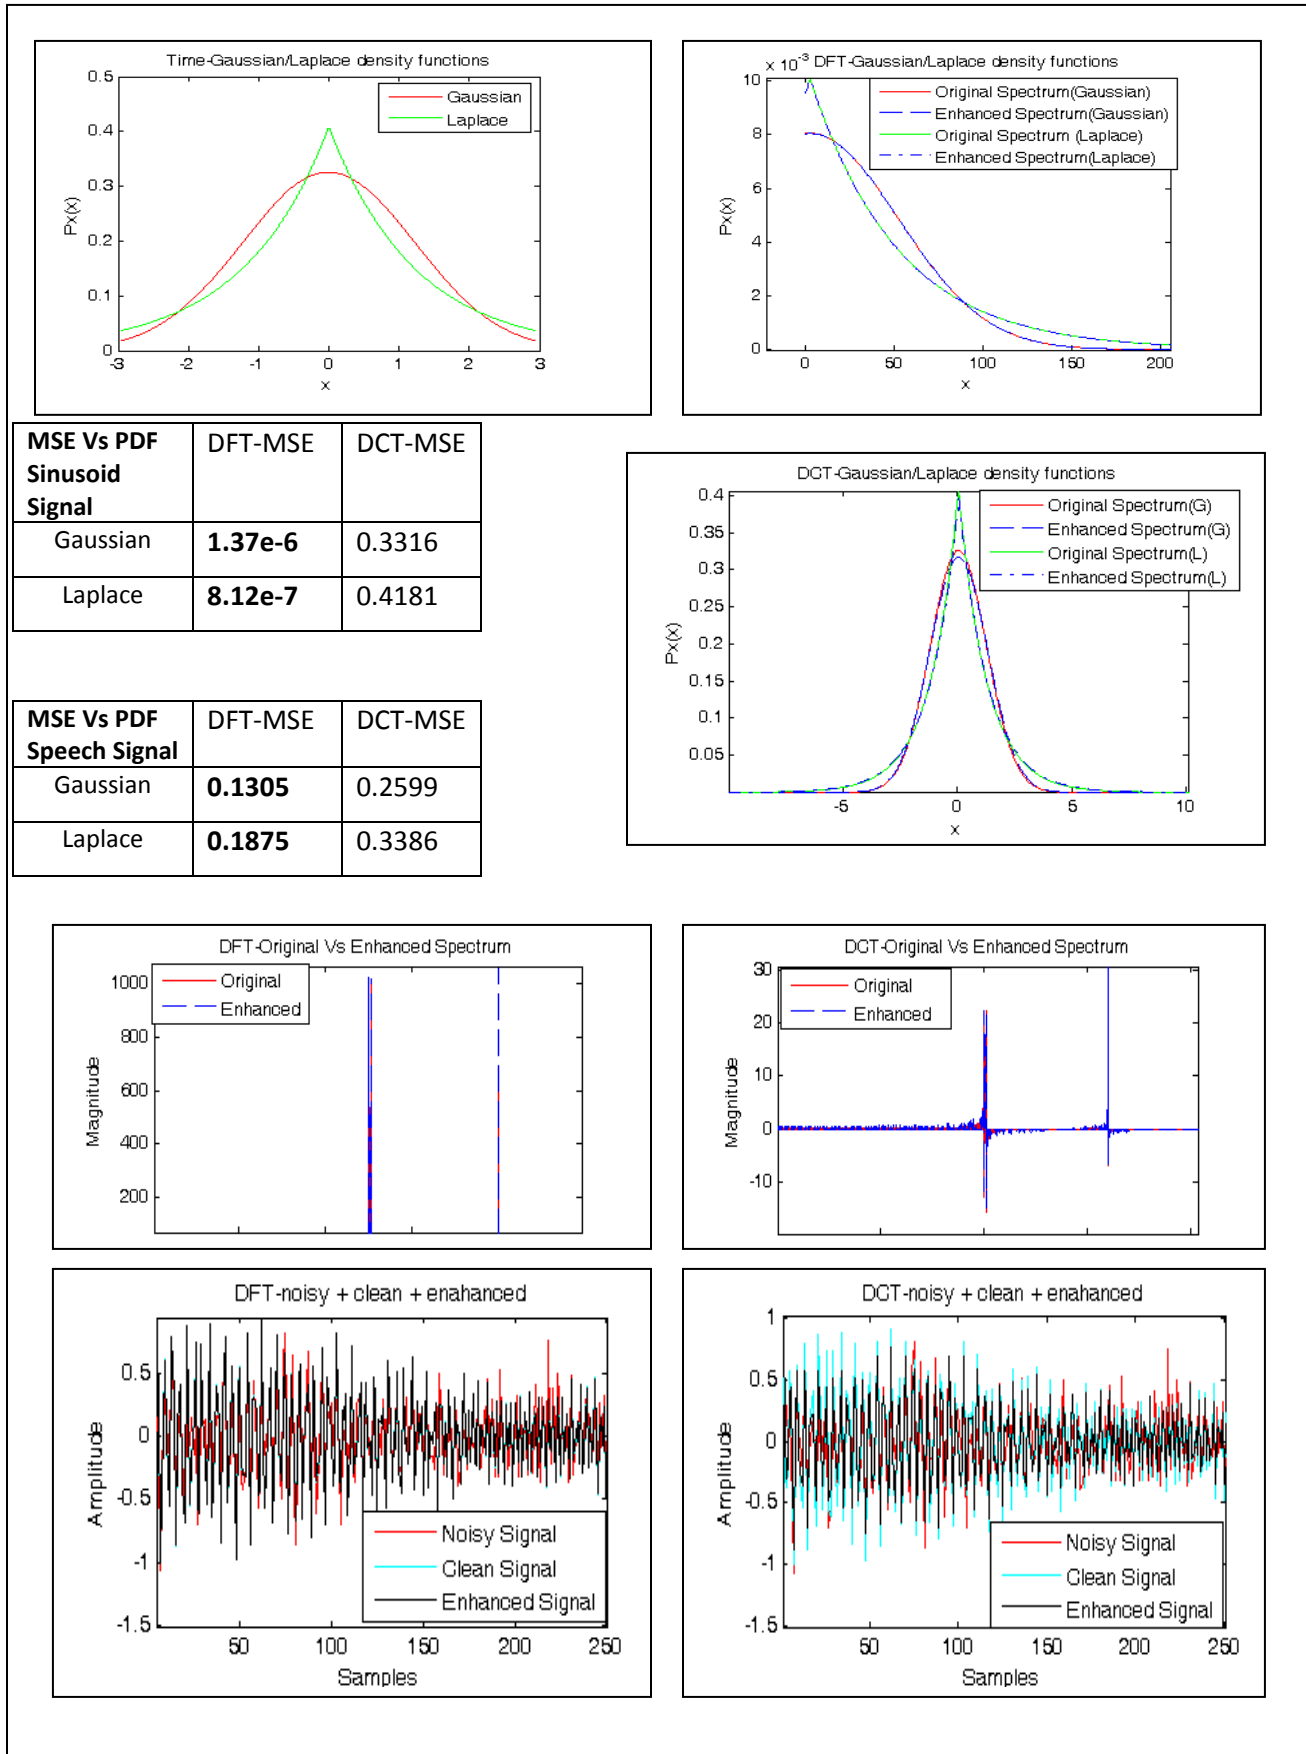 Time-Gaussian/Laplace density functions
0.5
0.4
0.3
0.2
0.1
0
Px(x)
Gaussian
Laplace
-3
-2
-1
0
1
2
3
x
x 10-3 DFT-Gaussian/Laplace density functions
10
8
6
4
2
0
Px(x)
Original Spectrum(Gaussian)
Enhanced Spectrum(Gaussian)
Original Spectrum (Laplace)
Enhanced Spectrum(Laplace)
0
50
100
150
200
x
MSE Vs PDF Sinusoid Signal
DFT-MSE
DCT-MSE
Gaussian
1.37e-6
0.3316
Laplace
8.12e-7
0.4181
DCT-Gaussian/Laplace density functions
0.4
0.35
0.3
0.25
0.2
0.15
0.1
0.05
Px(x)
Original Spectrum(G)
Enhanced Spectrum(G)
Original Spectrum(L)
Enhanced Spectrum(L)
-5
0
5
10
x
MSE Vs PDF Speech Signal
DFT-MSE
DCT-MSE
Gaussian
0.1305
0.2599
Laplace
0.1875
0.3386
DFT-Original Vs Enhanced Spectrum
1000
800
600
400
200
Magnitude
Original
Enhanced
DCT-Original Vs Enhanced Spectrum
30
20
10
0
-10
Magnitude
Original
Enhanced
DFT-noisy + clean + enahanced
0.5
0
-0.5
-1
-1.5
Amplitude
Noisy Signal
Clean Signal
Enhanced Signal
50
100
150
200
250
Samples
DCT-noisy + clean + enahanced
1
0.5
0
-0.5
-1
-1.5
Amplitude
Noisy Signal
Clean Signal
Enhanced Signal
50
100
150
200
250
Samples